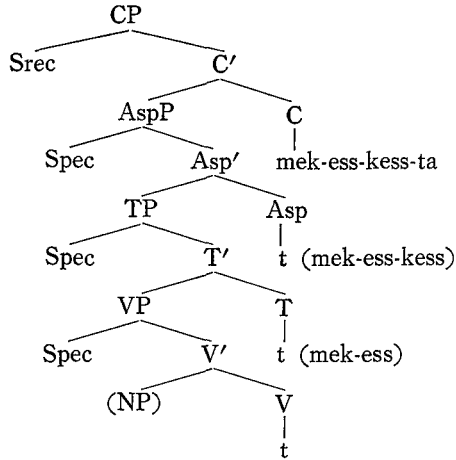 CP
Srec C′
AspP C
Spec Asp′ mek-ess-kess-ta
TP Asp
Spec T′ t (mek-ess-kess)
VP T
Spec V′ t (mek-ess)
(NP) V
t